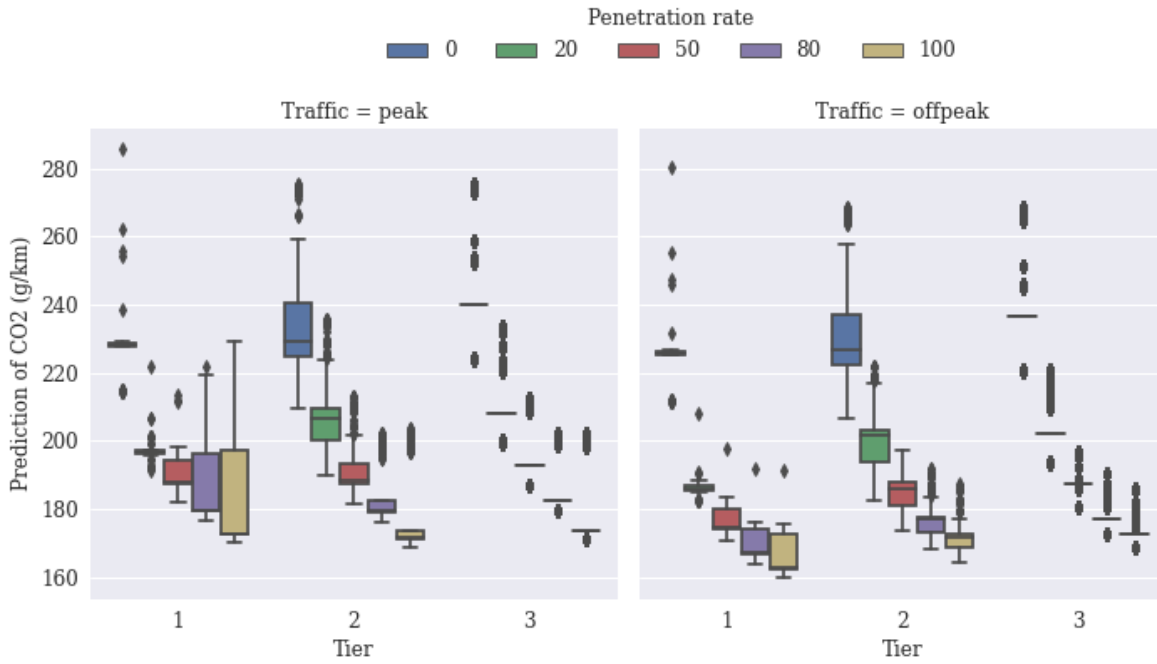 Penetration rate
0 20 50 80 100
Traffic = peak
Traffic = offpeak
Prediction of CO2 (g/km)
280
260
240
220
200
180
160
1 2 3
1 2 3
Tier
Tier